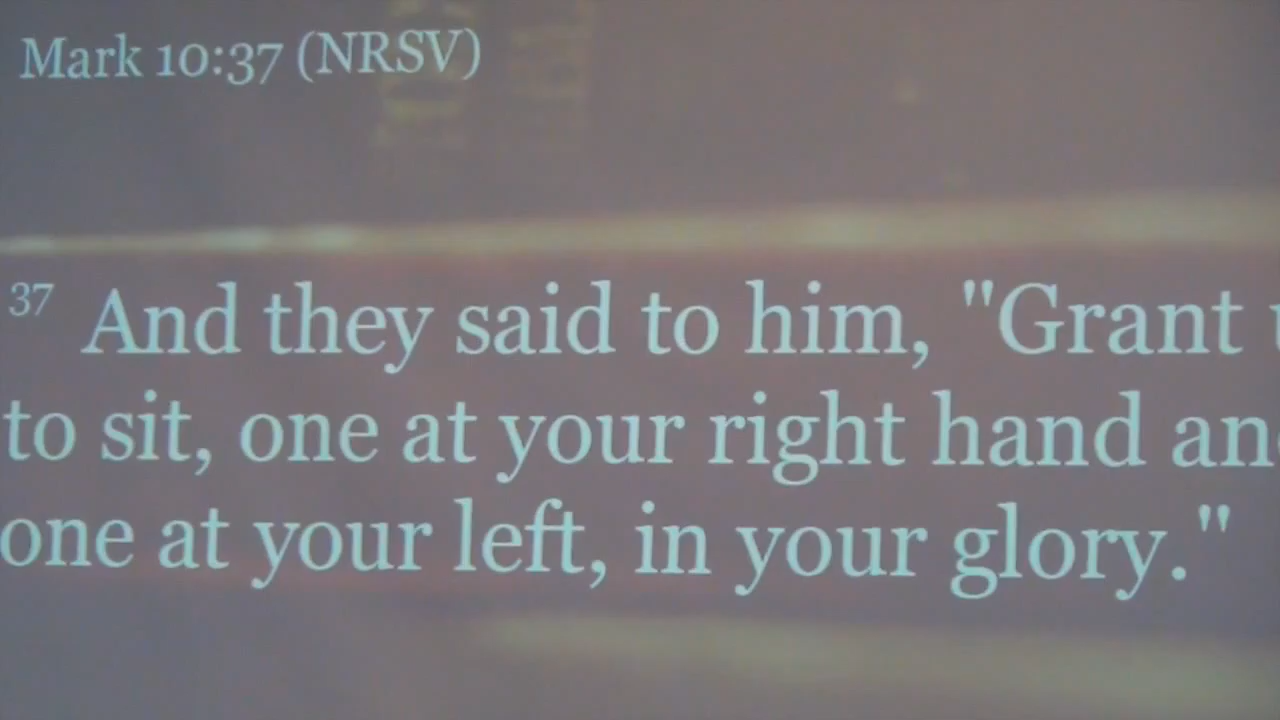 Mark 10:37 (NRSV)
37 And they said to him, "Grant
to sit, one at your right hand an
one at your left, in your glory."